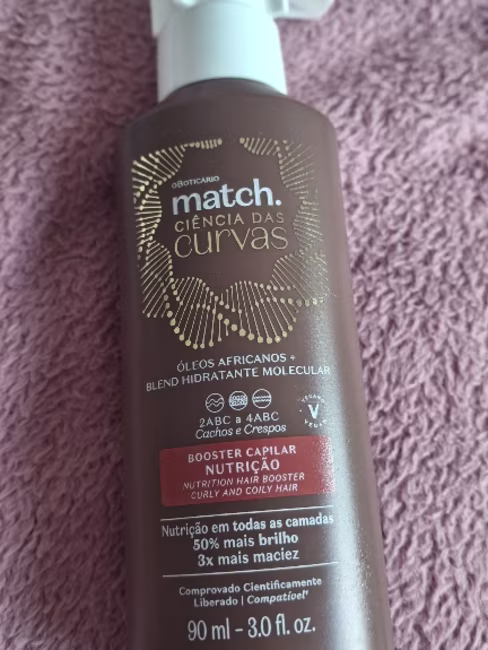 oBOTICÁRIO
match.
CIÊNCIA DAS
curvas
ÓLEOS AFRICANOS +
BLEND HIDRATANTE MOLECULAR
VEGANO
V
2ABC a 4ABC
Cachos e Crespos
BOOSTER CAPILAR
NUTRIÇÃO
NUTRITION HAIR BOOSTER
CURLY AND COILY HAIR
Nutrição em todas as camadas
50% mais brilho
3x mais maciez
Comprovado Cientificamente
Liberado | Compatível*
90 ml - 3.0 fl. oz.